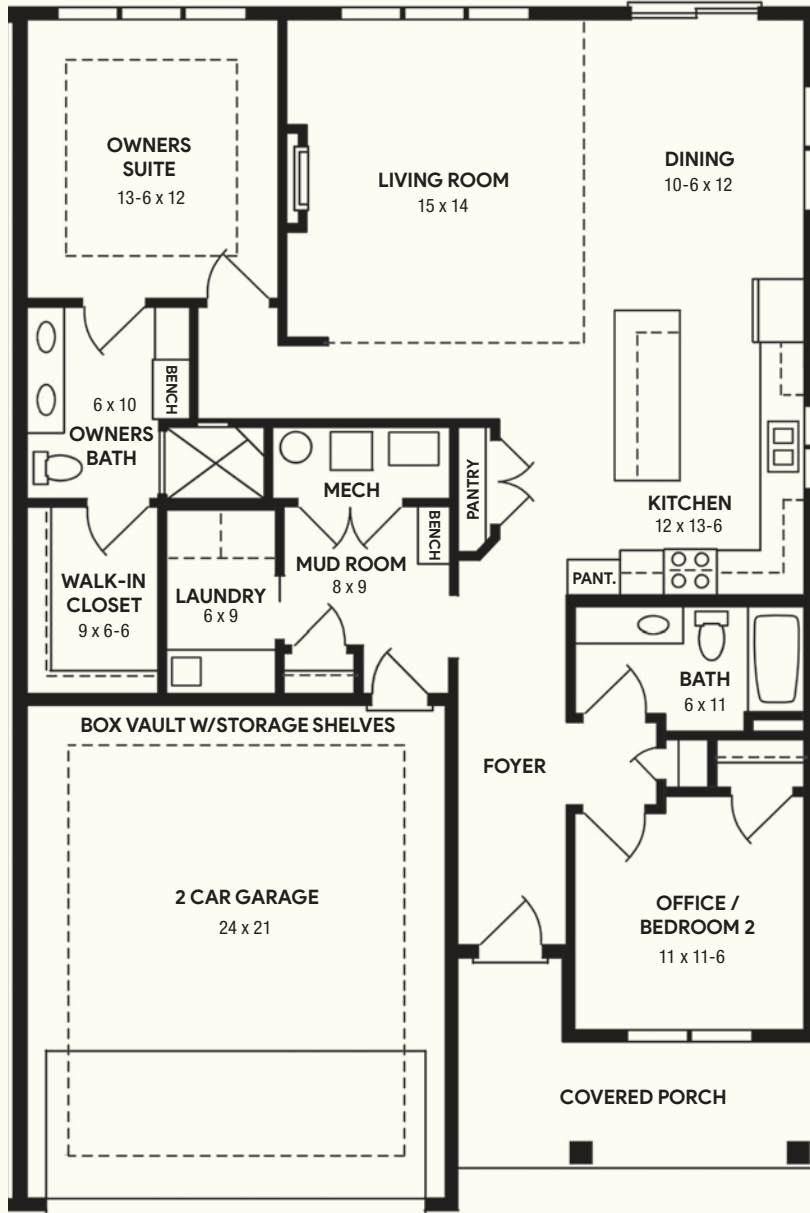 OWNERS
SUITE
13-6 x 12
LIVING ROOM
15 x 14
DINING
10-6 x 12
BENCH
6 x 10
OWNERS
BATH
MECH
PANTRY
KITCHEN
12 x 13-6
BENCH
MUD ROOM
8 x 9
WALK-IN
CLOSET
9 x 6-6
LAUNDRY
6 x 9
PANT.
BATH
6 x 11
BOX VAULT W/STORAGE SHELVES
FOYER
2 CAR GARAGE
24 x 21
OFFICE /
BEDROOM 2
11 x 11-6
COVERED PORCH